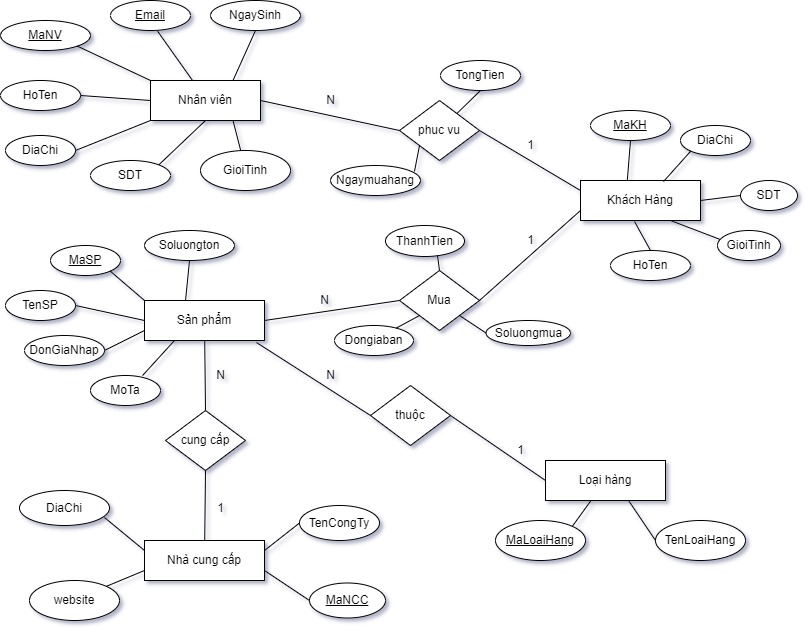 Email
NgaySinh
MaNV
HoTen
Nhân viên
N
TongTien
phuc vu
1
MaKH
DiaChi
DiaChi
SDT
GioiTinh
Ngaymuahang
Khách Hàng
SDT
GioiTinh
HoTen
Soluongton
ThanhTien
1
MaSP
TenSP
Sản phẩm
N
Mua
DonGiaNhap
Dongiaban
Soluongmua
MoTa
N
N
thuộc
cung cấp
1
Loại hàng
DiaChi
1
TenCongTy
MaLoaiHang
TenLoaiHang
Nhà cung cấp
website
MaNCC